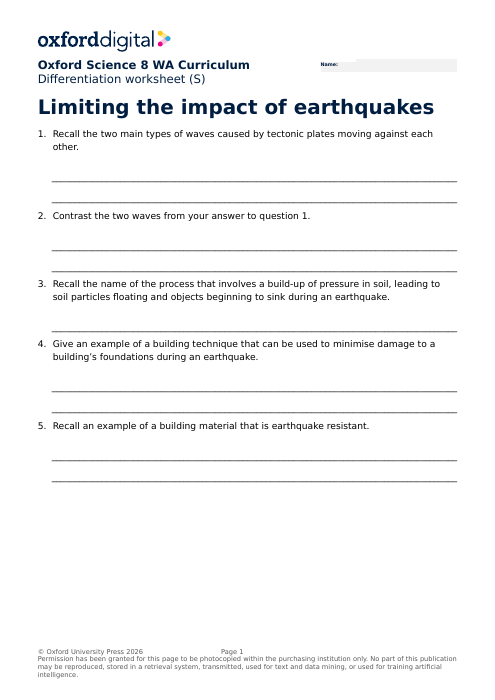 oxforddigital
Oxford Science 8 WA Curriculum
Differentiation worksheet (S)
Name:
Limiting the impact of earthquakes
1. Recall the two main types of waves caused by tectonic plates moving against each
other.
2. Contrast the two waves from your answer to question 1.
3. Recall the name of the process that involves a build-up of pressure in soil, leading to
soil particles floating and objects beginning to sink during an earthquake.
4. Give an example of a building technique that can be used to minimise damage to a
building's foundations during an earthquake.
5. Recall an example of a building material that is earthquake resistant.
© Oxford University Press 2026 Page 1
Permission has been granted for this page to be photocopied within the purchasing institution only. No part of this publication
may be reproduced, stored in a retrieval system, transmitted, used for text and data mining, or used for training artificial
intelligence.